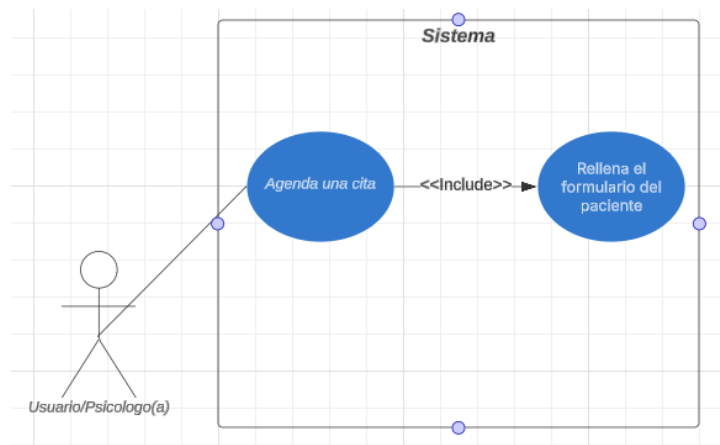 Sistema
Agenda una cita
<<Include>>
Rellena el
formulario del
paciente
Usuario/Psicologo(a)